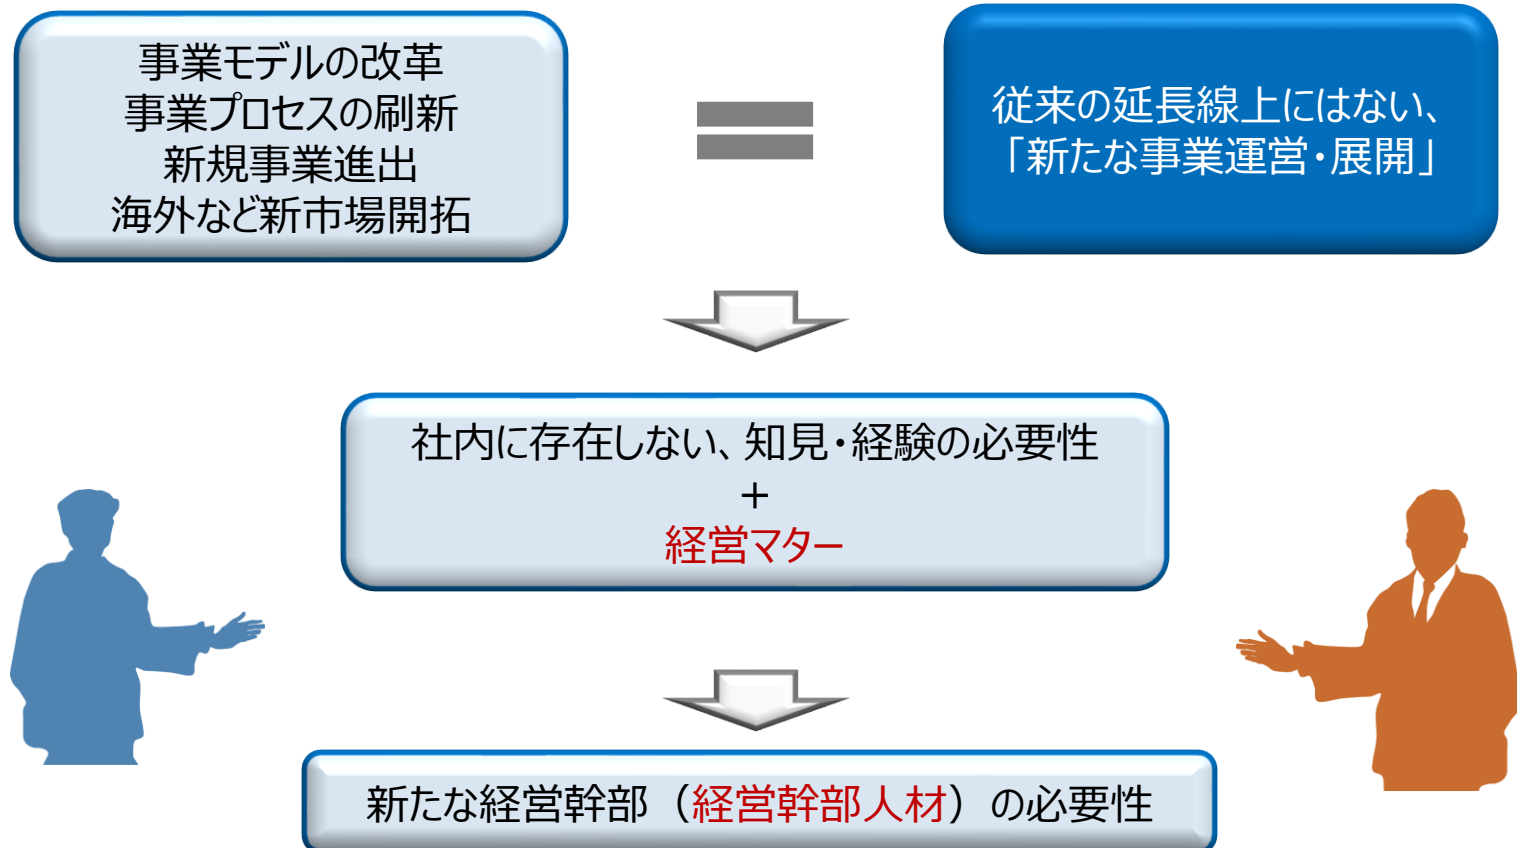 事業モデルの改革
事業プロセスの刷新
新規事業進出
海外など新市場開拓
従来の延長線上にはない、
「新たな事業運営・展開」
社内に存在しない、知見・経験の必要性
＋
経営マター
新たな経営幹部（経営幹部人材）の必要性